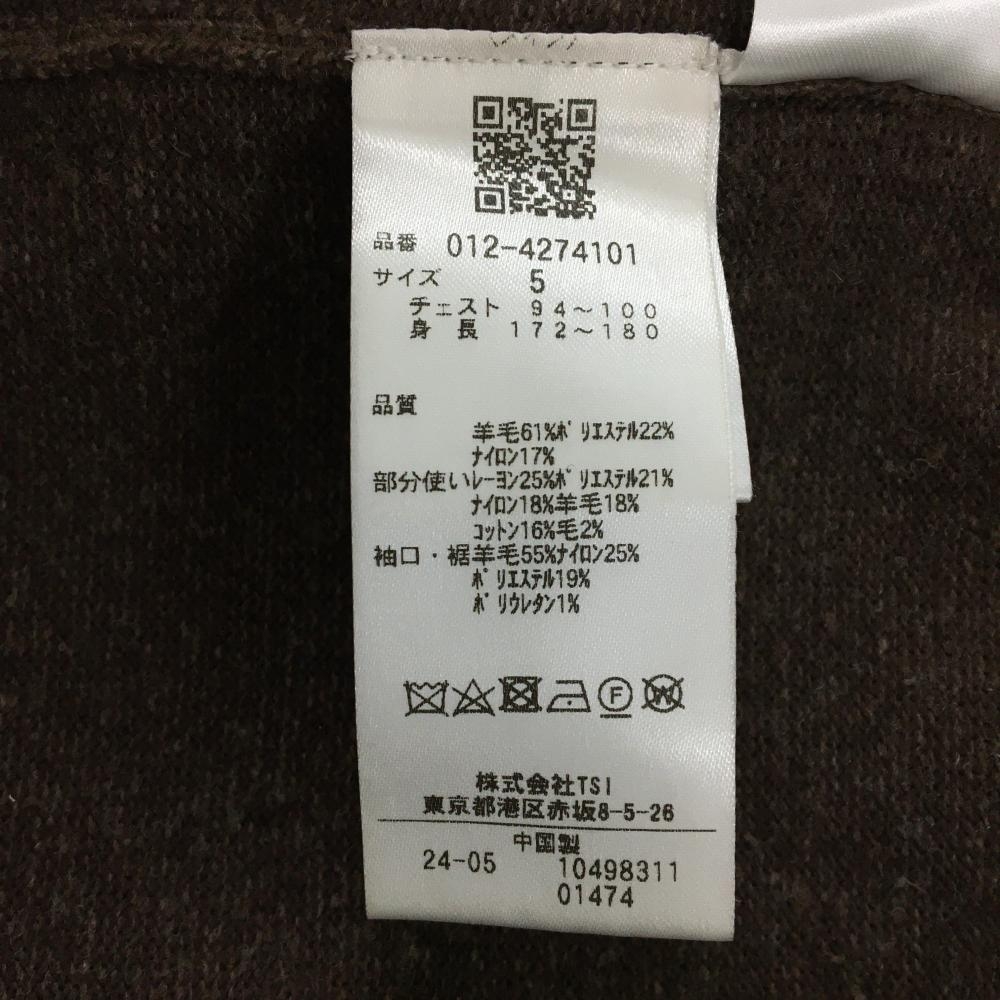 品番 012-4274101
サイズ 5
チェスト 94～100
身長 172～180
品質
羊毛61%ﾎﾟﾘｴｽﾃﾙ22%
ﾅｲﾛﾝ17%
部分使いﾚｰﾖﾝ25%ﾎﾟﾘｴｽﾃﾙ21%
ﾅｲﾛﾝ18%羊毛18%
ｺｯﾄﾝ16%毛2%
袖口・裾羊毛55%ﾅｲﾛﾝ25%
ﾎﾟﾘｴｽﾃﾙ19%
ﾎﾟﾘｳﾚﾀﾝ1%
F W
株式会社TSI
東京都港区赤坂8-5-26
中国製
24-05 10498311
01474